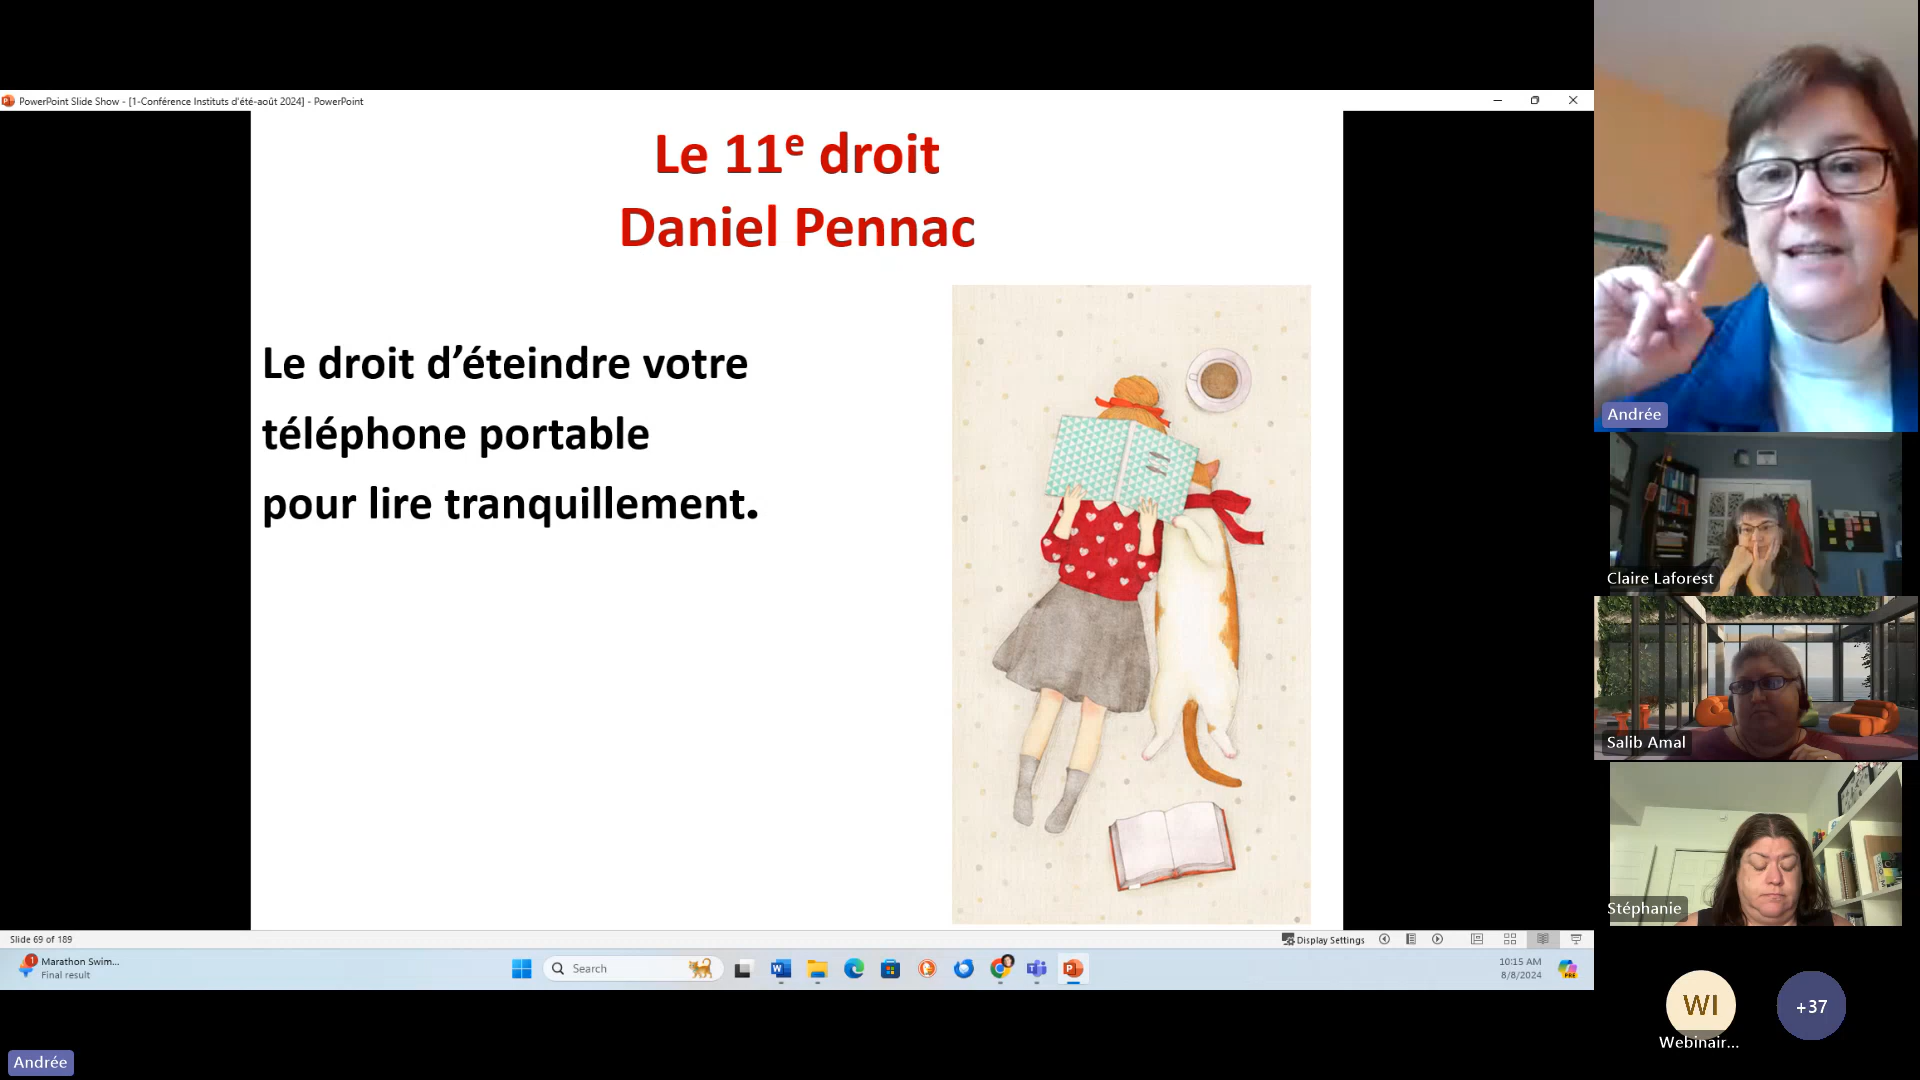 PowerPoint Slide Show - [1-Conférence Instituts d'été-août 2024] - PowerPoint
Le 11e droit
Daniel Pennac
Le droit d’éteindre votre
téléphone portable
pour lire tranquillement.
Andrée
Claire Laforest
Salib Amal
Stéphanie
Slide 69 of 189
Display Settings
1
Marathon Swim...
Final result
Search
10:15 AM
8/8/2024
PRE
WI
+37
Webinair...
Andrée